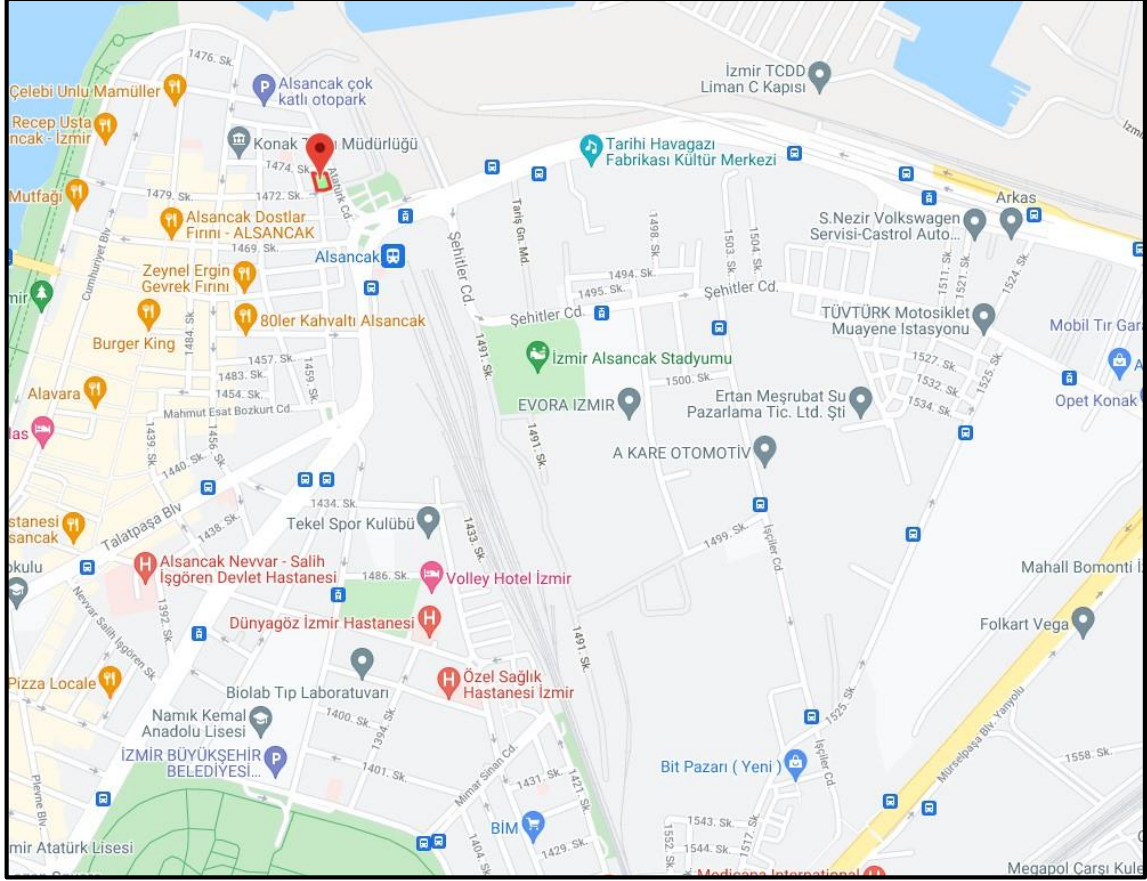 1476. Sk.
Çelebi Unlu Mamüller
Alsancak çok
katlı otopark
İzmir TCDD
Liman C Kapısı
Recep Usta
ncak - İzmir
Konak
Müdürlüğü
Tarihi Havagazı
Fabrikası Kültür Merkezi
1474. Sk.
Atatürk Cd.
Mutfağı
1479. Sk.
1472. Sk.
Arkas
Tariş Gn. Md.
Alsancak Dostlar
Fırını - ALSANCAK
S.Nezir Volkswagen
Servisi-Castrol Auto...
1498. Sk.
1503. Sk.
1504. Sk.
Cumhuriyet Blv
1469. Sk.
Alsancak
Şehitler Cd.
1511. Sk.
1521. Sk.
1524. Sk.
Zeynel Ergin
Gevrek Fırını
1494. Sk.
1495. Sk.
Şehitler Cd.
Şehitler Cd.
mir
80ler Kahvaltı Alsancak
TÜVTÜRK Motosiklet
Muayene Istasyonu
Mobil Tır Gar
Burger King
1484. Sk.
1491. Sk.
İzmir Alsancak Stadyumu
1457. Sk.
1459. Sk.
1527. Sk.
1483. Sk.
1500. Sk.
1532. Sk.
1525. Sk.
Alavara
1454. Sk.
Ertan Meşrubat Su
Pazarlama Tic. Ltd. Şti
1534. Sk.
Opet Konak
EVORA IZMIR
Mahmut Esat Bozkurt Cd.
las
1439. Sk.
1456. Sk.
1491. Sk.
A KARE OTOMOTİV
1440. Sk.
1434. Sk.
stanesi
sancak
Talatpaşa Blv
1438. Sk.
Tekel Spor Kulübü
1433. Sk.
1499. Sk.
İşçiler Cd.
okulu
Alsancak Nevvar - Salih
İşgören Devlet Hastanesi
1486. Sk.
Volley Hotel İzmir
Mahall Bomonti İz
Nevvar Salih İşgören Sk
1392. Sk.
Dünyagöz İzmir Hastanesi
Folkart Vega
1491. Sk.
Pizza Locale
Biolab Tıp Laboratuvarı
Özel Sağlık
Hastanesi İzmir
Namık Kemal
Anadolu Lisesi
1400. Sk.
1394. Sk.
1525. Sk.
Mürselpaşa Blv. Yanyolu
İZMİR BÜYÜKŞEHİR
BELEDİYESİ...
Mimar Sinan Cd.
İşçiler Cd.
1558. Sk.
1401. Sk.
1431. Sk.
1421. Sk.
Bit Pazarı ( Yeni )
Plevne Blv.
BİM
1543. Sk.
1517. Sk.
mir Atatürk Lisesi
1404. Sk.
1429. Sk.
1552. Sk.
1544. Sk.
Medicana International
Megapol Çarşı Kule